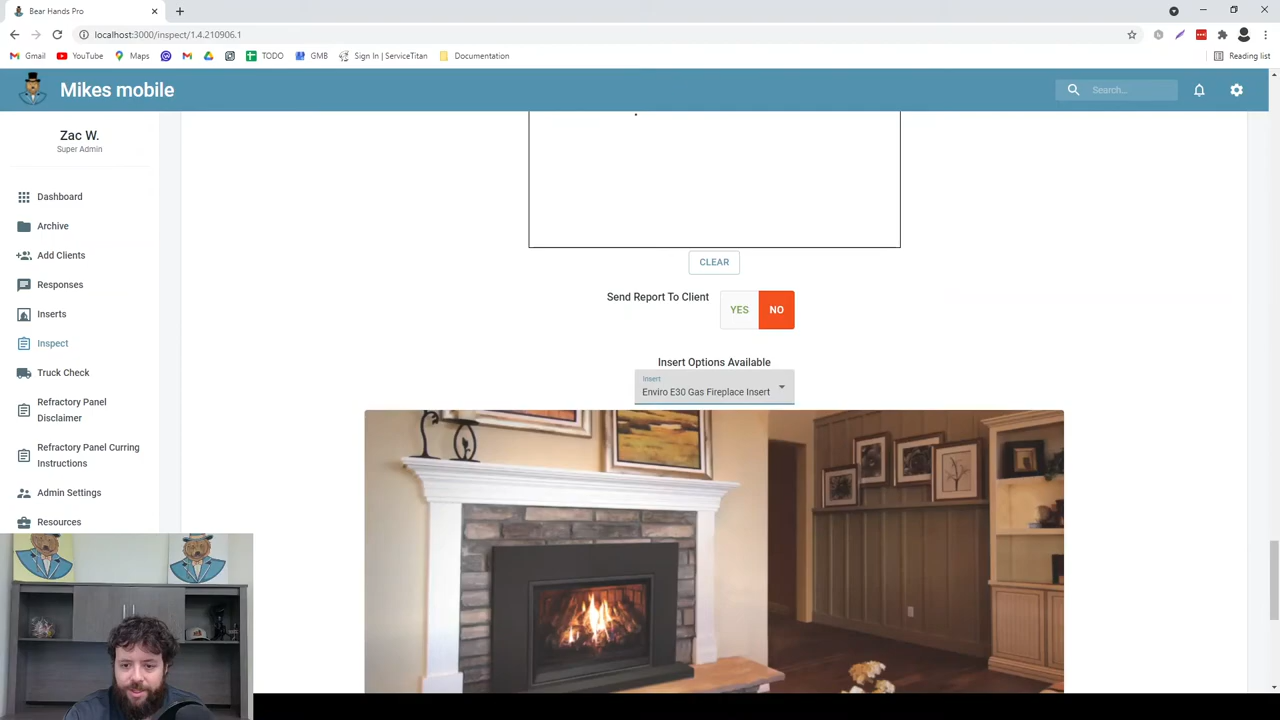 Bear Hands Pro
localhost:3000/inspect/1.4.210906.1
Gmail YouTube Maps TODO GMB Sign In | ServiceTitan Documentation Reading list
Mikes mobile
Search...
Zac W.
Super Admin
Dashboard
Archive
Add Clients
Responses
Inserts
Inspect
Truck Check
Refractory Panel
Disclaimer
Refractory Panel Curring
Instructions
Admin Settings
Resources
CLEAR
Send Report To Client YES NO
Insert Options Available
Insert
Enviro E30 Gas Fireplace Insert